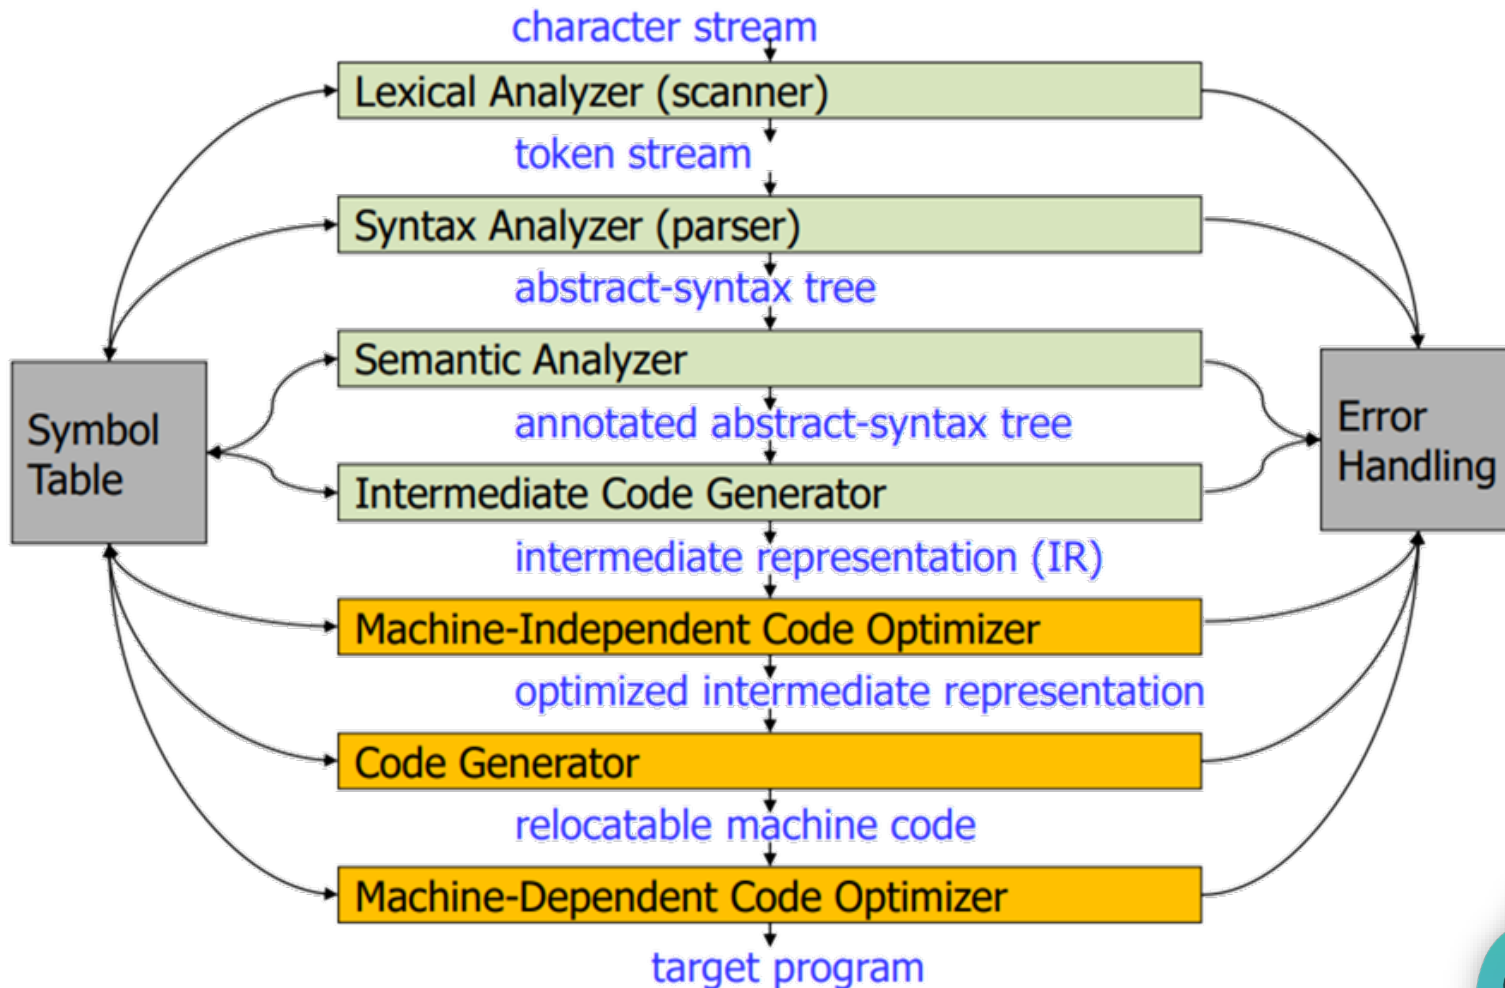 character stream
Lexical Analyzer (scanner)
token stream
Syntax Analyzer (parser)
abstract-syntax tree
Semantic Analyzer
annotated abstract-syntax tree
Symbol
Table
Error
Handling
Intermediate Code Generator
intermediate representation (IR)
Machine-Independent Code Optimizer
optimized intermediate representation
Code Generator
relocatable machine code
Machine-Dependent Code Optimizer
target program